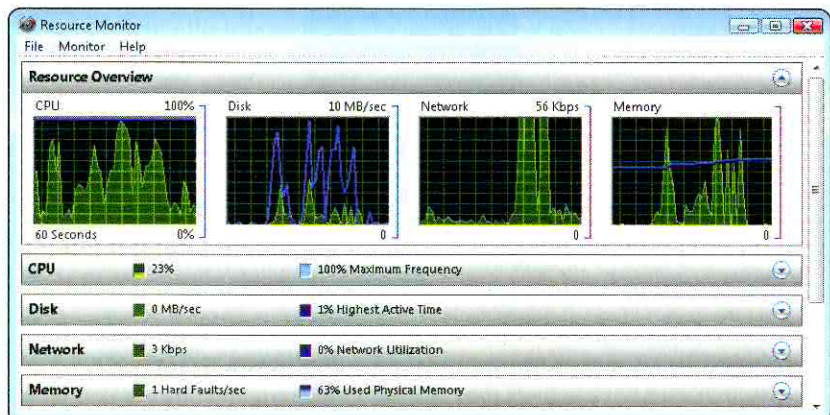 Resource Monitor
File Monitor Help
Resource Overview
CPU 100%
Disk 10 MB/sec
Network 56 Kbps
Memory
60 Seconds 0%
0
0
0
CPU 23% 100% Maximum Frequency
Disk 0 MB/sec 1% Highest Active Time
Network 3 Kbps 0% Network Utilization
Memory 1 Hard Faults/sec 63% Used Physical Memory